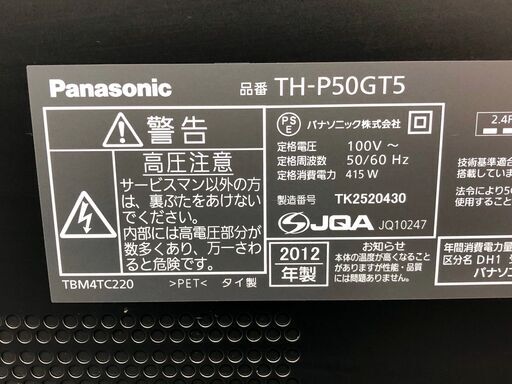 Panasonic
品番 TH-P50GT5
警告
高圧注意
サービスマン以外の方
は、裏ぶたをあけない
でください。
内部には高電圧部分が
数多くあり、万一さわ
ると危険です。
TBM4TC220
>PET< タイ製
PS
E
パナソニック株式会社
定格電圧 100V~
定格周波数 50/60 Hz
定格消費電力 415 W
製造番号 TK2520430
JQA JQ10247
2012
年製
お知らせ
本体の温度が高くなること
がありますが、性能・品質
には問題ありません。
2.4F
技術基準適合
搭載してい
法令により5G
使用すること
年間消費電力量
区分名 DH1
パナソニ